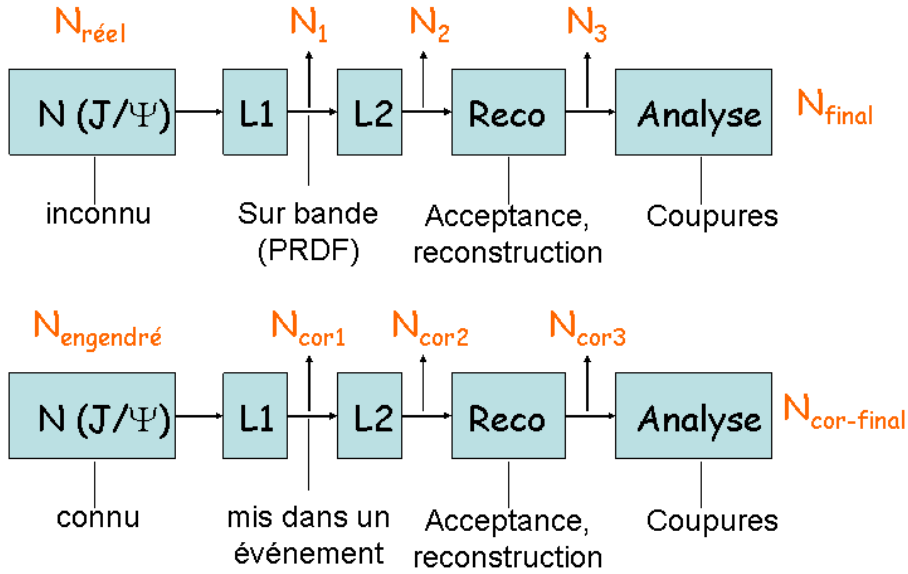 N_réel N_1 N_2 N_3
N (J/Ψ) L1 L2 Reco Analyse N_final
inconnu Sur bande Acceptance, Coupures
(PRDF) reconstruction
N_engendré N_cor1 N_cor2 N_cor3
N (J/Ψ) L1 L2 Reco Analyse N_cor-final
connu mis dans un Acceptance, Coupures
événement reconstruction